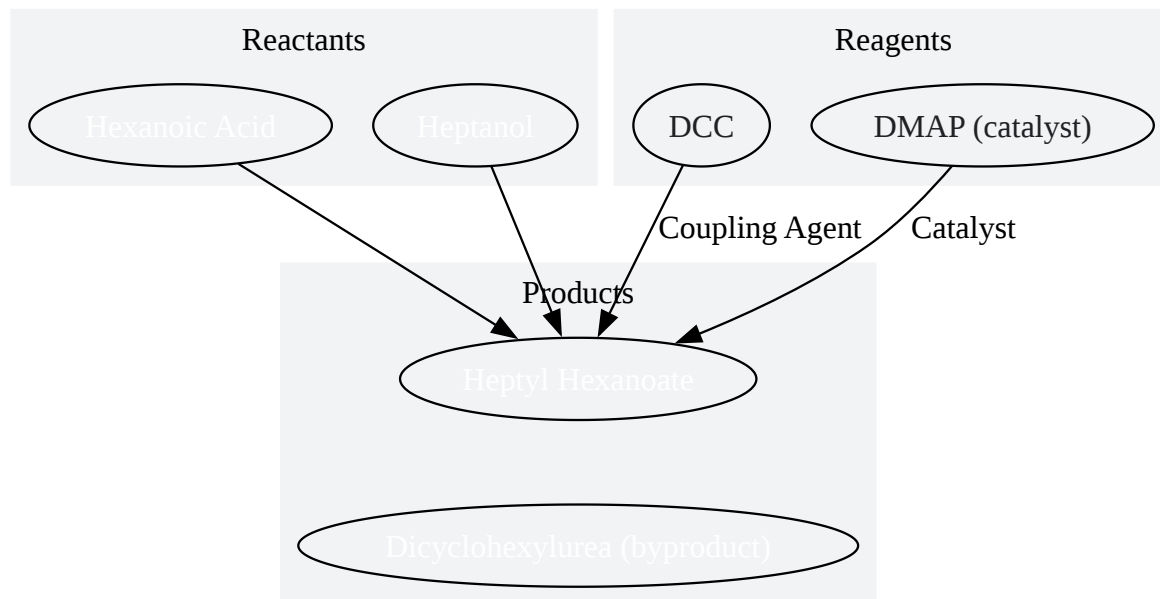 Reactants
Reagents
Hexanoic Acid
Heptanol
DCC
DMAP (catalyst)
Coupling Agent
Catalyst
Products
Heptyl Hexanoate
Dicyclohexylurea (byproduct)